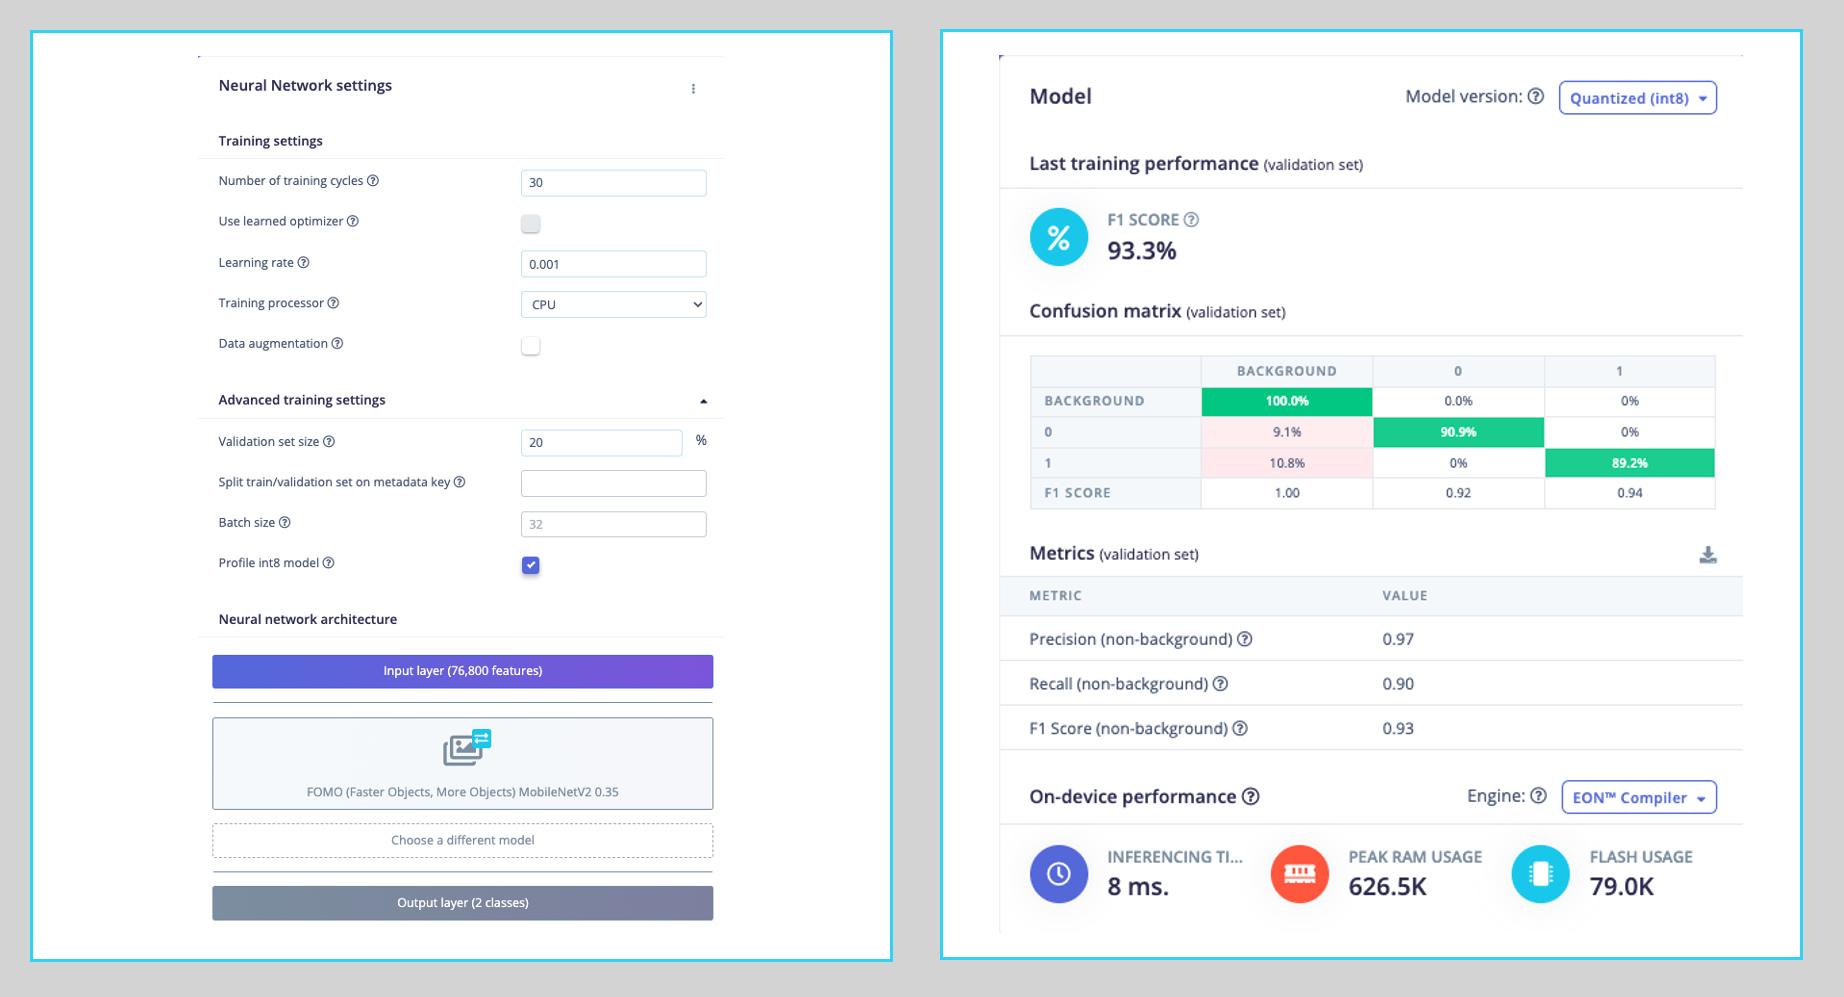 Neural Network settings
Training settings
Number of training cycles
30
Use learned optimizer
Learning rate
0.001
Training processor
CPU
Data augmentation
Advanced training settings
Validation set size
20
%
Split train/validation set on metadata key
Batch size
32
Profile int8 model
Neural network architecture
Input layer (76,800 features)
FOMO (Faster Objects, More Objects) MobileNetV2 0.35
Choose a different model
Output layer (2 classes)
Model
Model version:
Quantized (int8)
Last training performance (validation set)
%
F1 SCORE
93.3%
Confusion matrix (validation set)
BACKGROUND 0 1
BACKGROUND 100.0% 0.0% 0%
0 9.1% 90.9% 0%
1 10.8% 0% 89.2%
F1 SCORE 1.00 0.92 0.94
Metrics (validation set)
METRIC VALUE
Precision (non-background) 0.97
Recall (non-background) 0.90
F1 Score (non-background) 0.93
On-device performance
Engine:
EON™ Compiler
INFERENCING TI...
8 ms.
PEAK RAM USAGE
626.5K
FLASH USAGE
79.0K